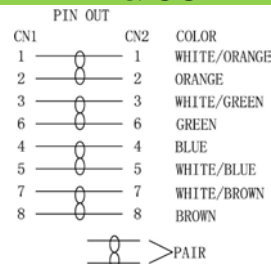 PIN OUT
CN1 CN2 COLOR
1 1 WHITE/ORANGE
2 2 ORANGE
3 3 WHITE/GREEN
6 6 GREEN
4 4 BLUE
5 5 WHITE/BLUE
7 7 WHITE/BROWN
8 8 BROWN
PAIR